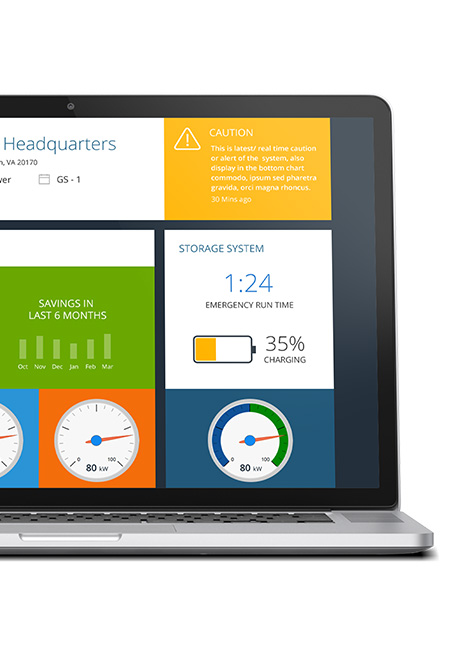 Headquarters
VA 20170
GS - 1
CAUTION
This is latest/ real time caution
or alert of the system, also
display in the bottom chart
commodo, ipsum sed pharetra
gravida, orci magna rhoncus.
30 Mins ago
STORAGE SYSTEM
1:24
EMERGENCY RUN TIME
SAVINGS IN
LAST 6 MONTHS
35%
CHARGING
Oct Nov Dec Jan Feb Mar
100
0 100
80 kW
0 100
80 kW